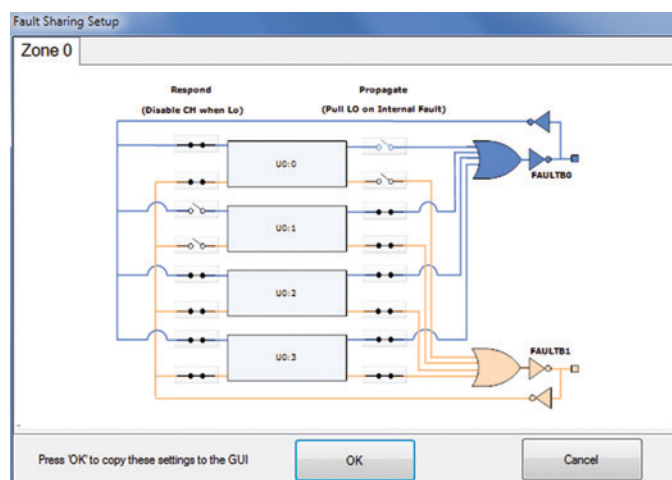 Fault Sharing Setup
Zone 0
Respond
(Disable CH when Lo)
Propagate
(Pull LO on Internal Fault)
U0:0
FAULTB0
U0:1
U0:2
U0:3
FAULTB1
Press 'OK' to copy these settings to the GUI
OK
Cancel